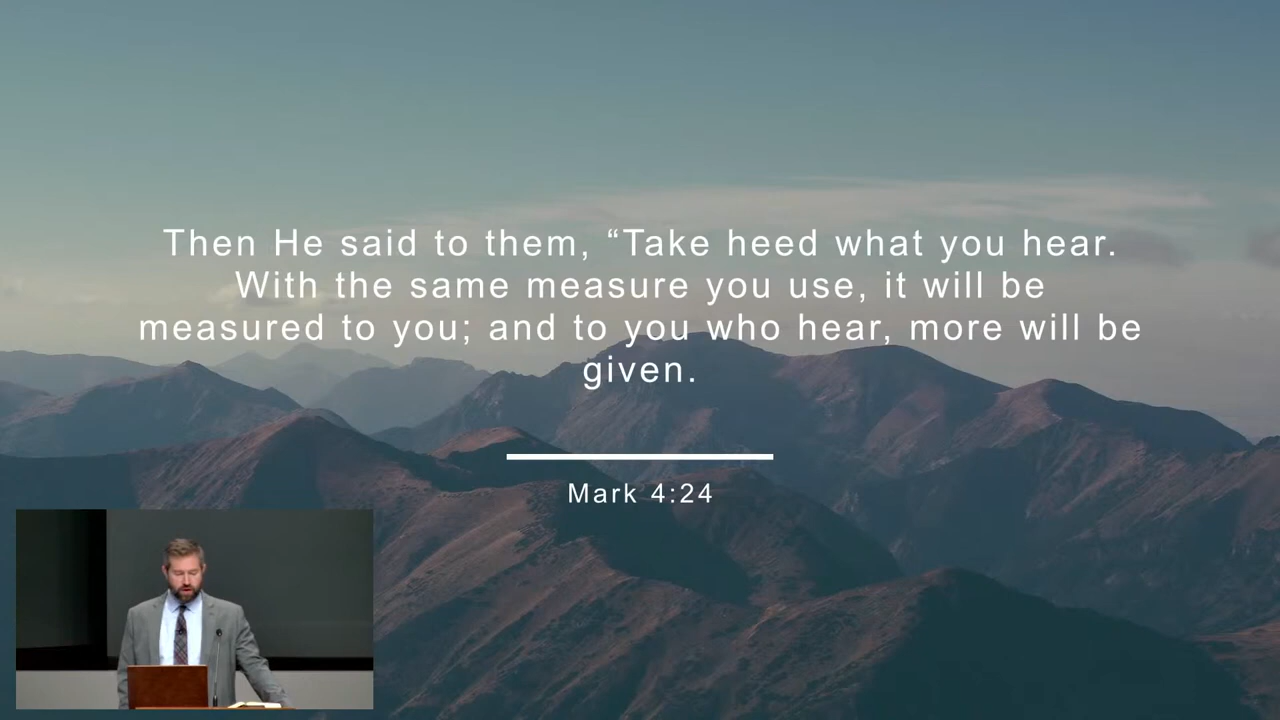 Then He said to them, “Take heed what you hear.
With the same measure you use, it will be
measured to you; and to you who hear, more will be
given.
Mark 4:24